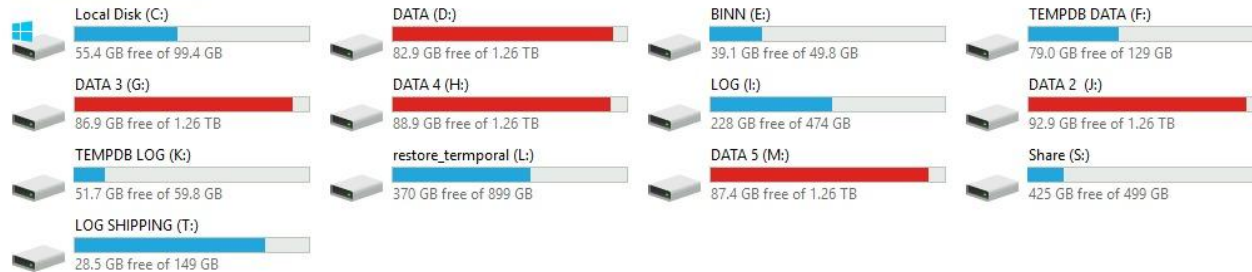 Local Disk (C:)
55.4 GB free of 99.4 GB
DATA (D:)
82.9 GB free of 1.26 TB
BINN (E:)
39.1 GB free of 49.8 GB
TEMPDB DATA (F:)
79.0 GB free of 129 GB
DATA 3 (G:)
86.9 GB free of 1.26 TB
DATA 4 (H:)
88.9 GB free of 1.26 TB
LOG (I:)
228 GB free of 474 GB
DATA 2 (J:)
92.9 GB free of 1.26 TB
TEMPDB LOG (K:)
51.7 GB free of 59.8 GB
restore_termporal (L:)
370 GB free of 899 GB
DATA 5 (M:)
87.4 GB free of 1.26 TB
Share (S:)
425 GB free of 499 GB
LOG SHIPPING (T:)
28.5 GB free of 149 GB